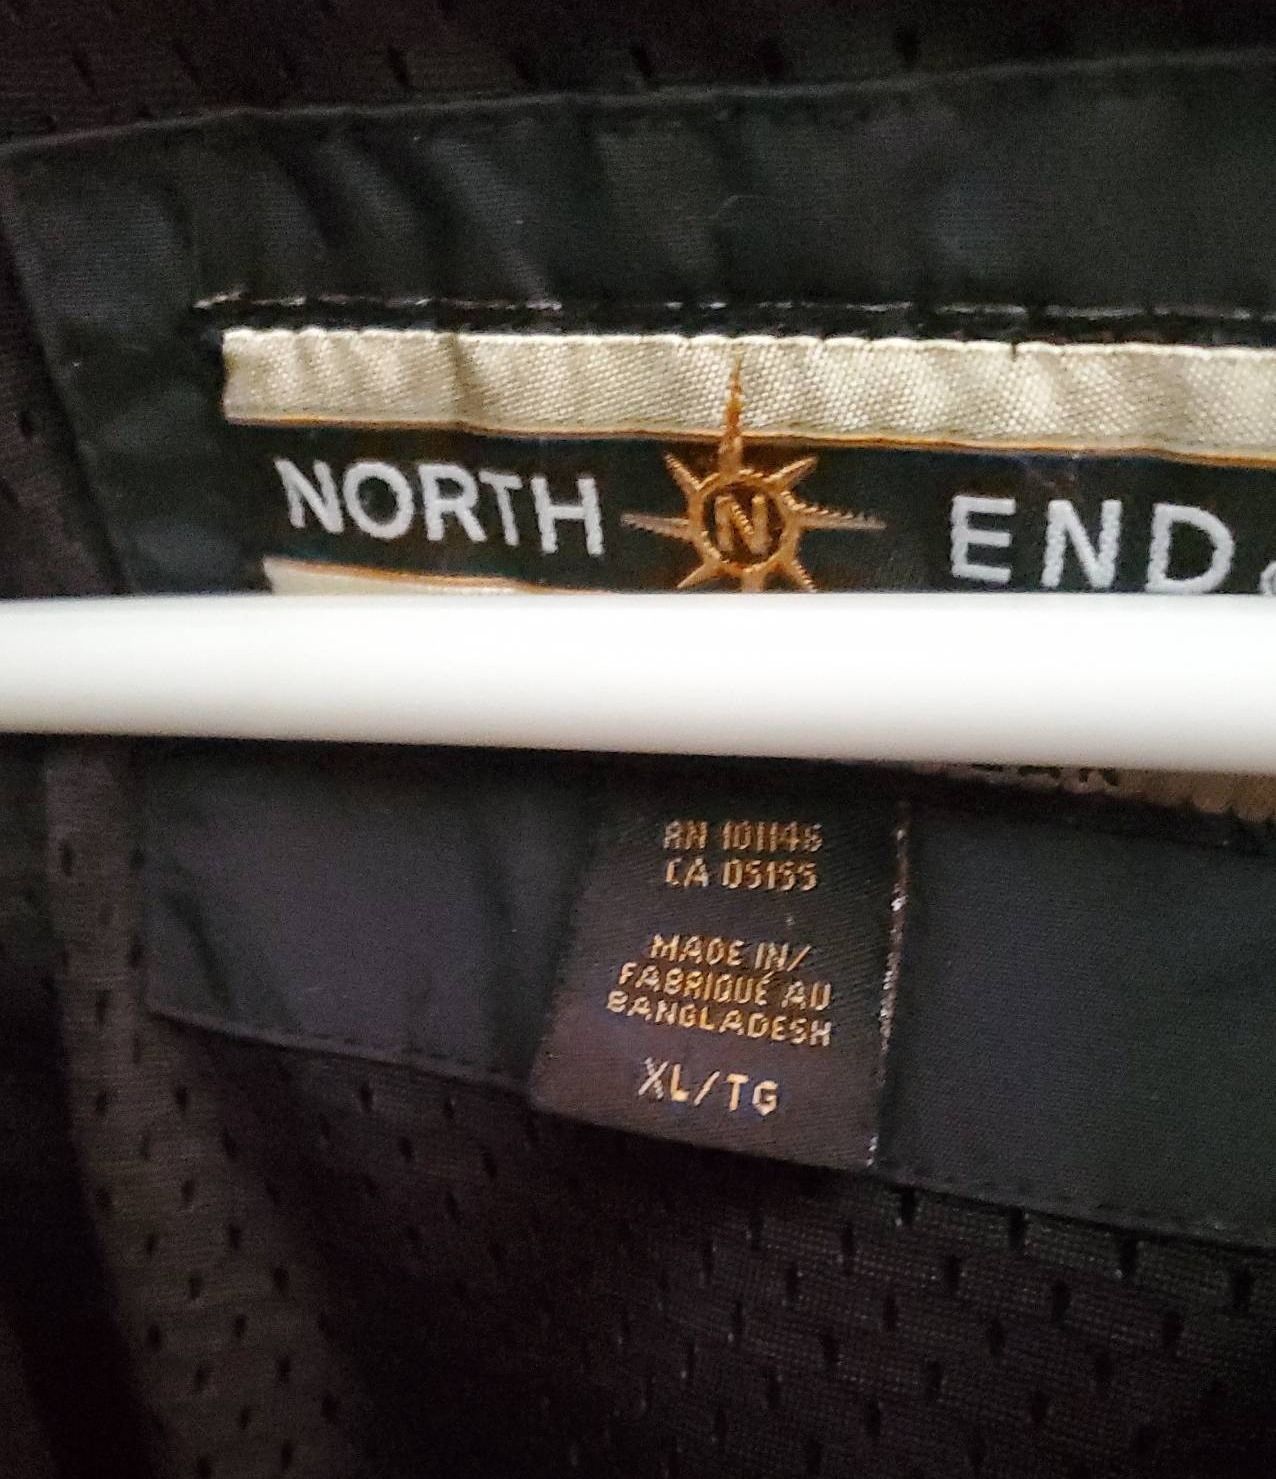 NORTH N END
RN 101146
CA 05155
MADE IN/
FABRIQUÉ AU
BANGLADESH
XL/TG